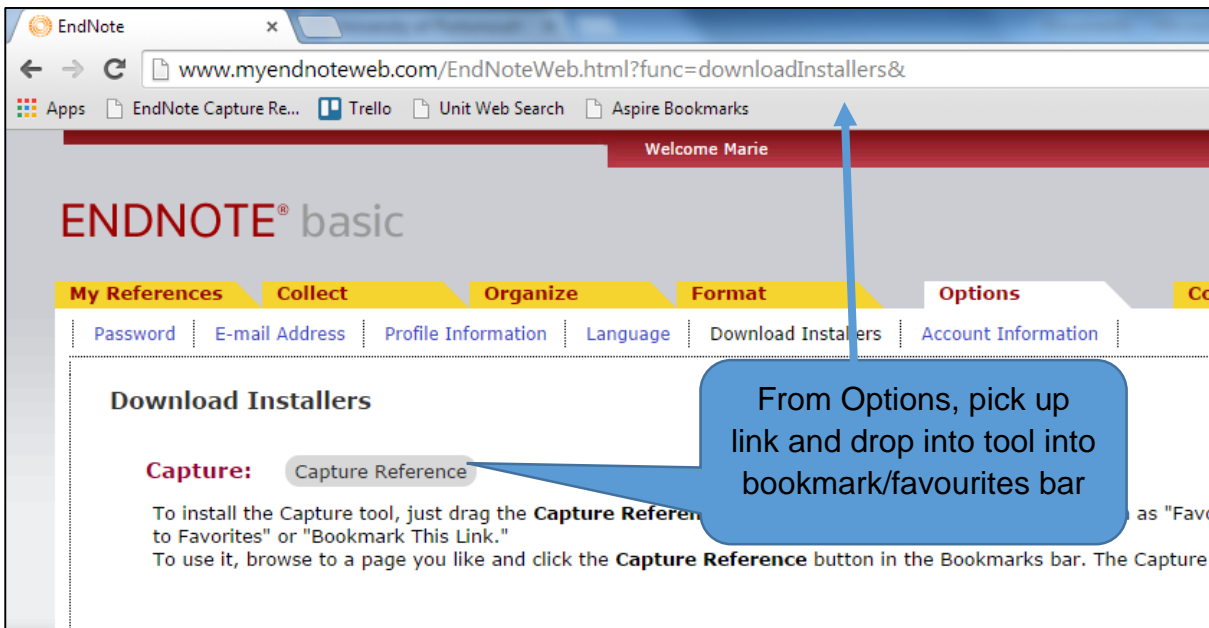 EndNote
www.myendnoteweb.com/EndNoteWeb.html?func=downloadInstallers&
Apps EndNote Capture Re... Trello Unit Web Search Aspire Bookmarks
Welcome Marie
ENDNOTE® basic
My References Collect Organize Format Options Co
Password E-mail Address Profile Information Language Download Installers Account Information
Download Installers
From Options, pick up
link and drop into tool into
bookmark/favourites bar
Capture: Capture Reference
To install the Capture tool, just drag the Capture Referen as "Favo
to Favorites" or "Bookmark This Link."
To use it, browse to a page you like and click the Capture Reference button in the Bookmarks bar. The Capture